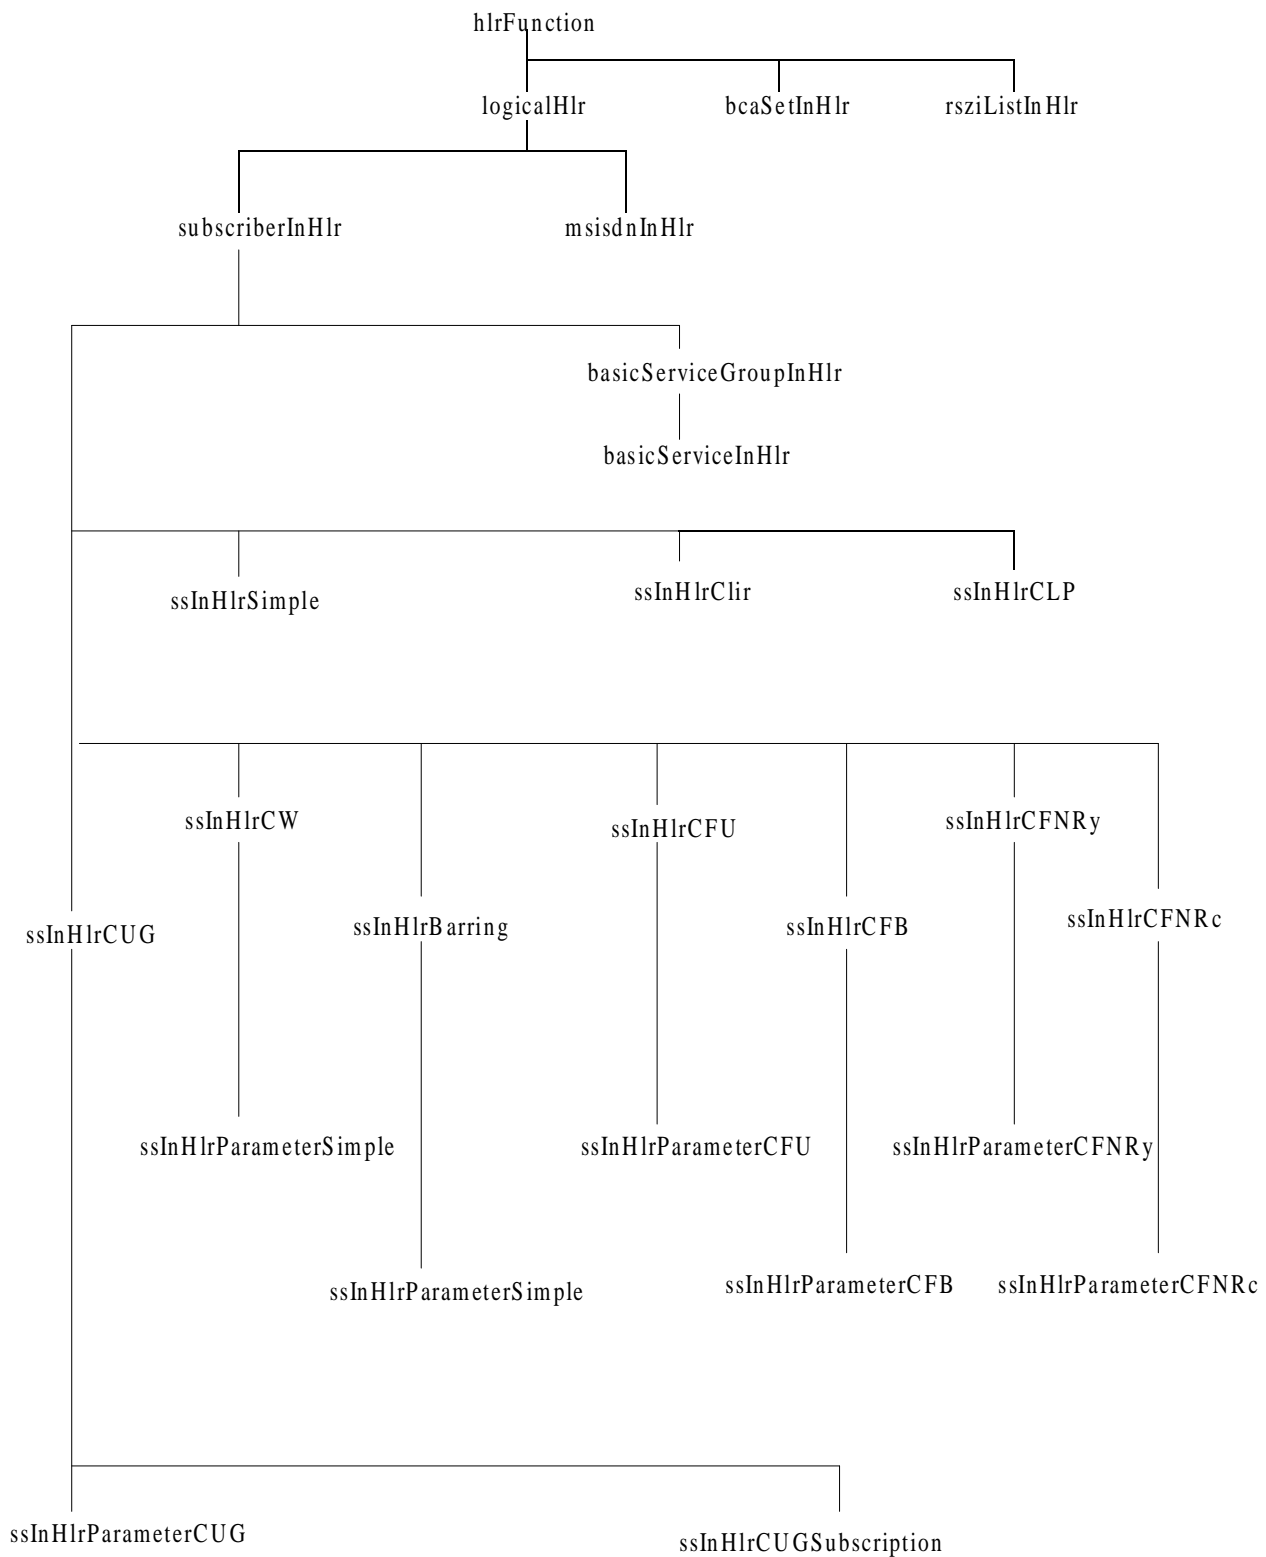 hlrFunction
logicalHlr
bcaSetInHlr
rsziListInHlr
subscriberInHlr
msisdnInHlr
basicServiceGroupInHlr
basicServiceInHlr
ssInHlrSimple
ssInHlrClir
ssInHlrCLP
ssInHlrCW
ssInHlrCFU
ssInHlrCFNRy
ssInHlrCUG
ssInHlrBarring
ssInHlrCFB
ssInHlrCFNRc
ssInHlrParameterSimple
ssInHlrParameterCFU
ssInHlrParameterCFNRy
ssInHlrParameterSimple
ssInHlrParameterCFB
ssInHlrParameterCFNRc
ssInHlrParameterCUG
ssInHlrCUGSubscription